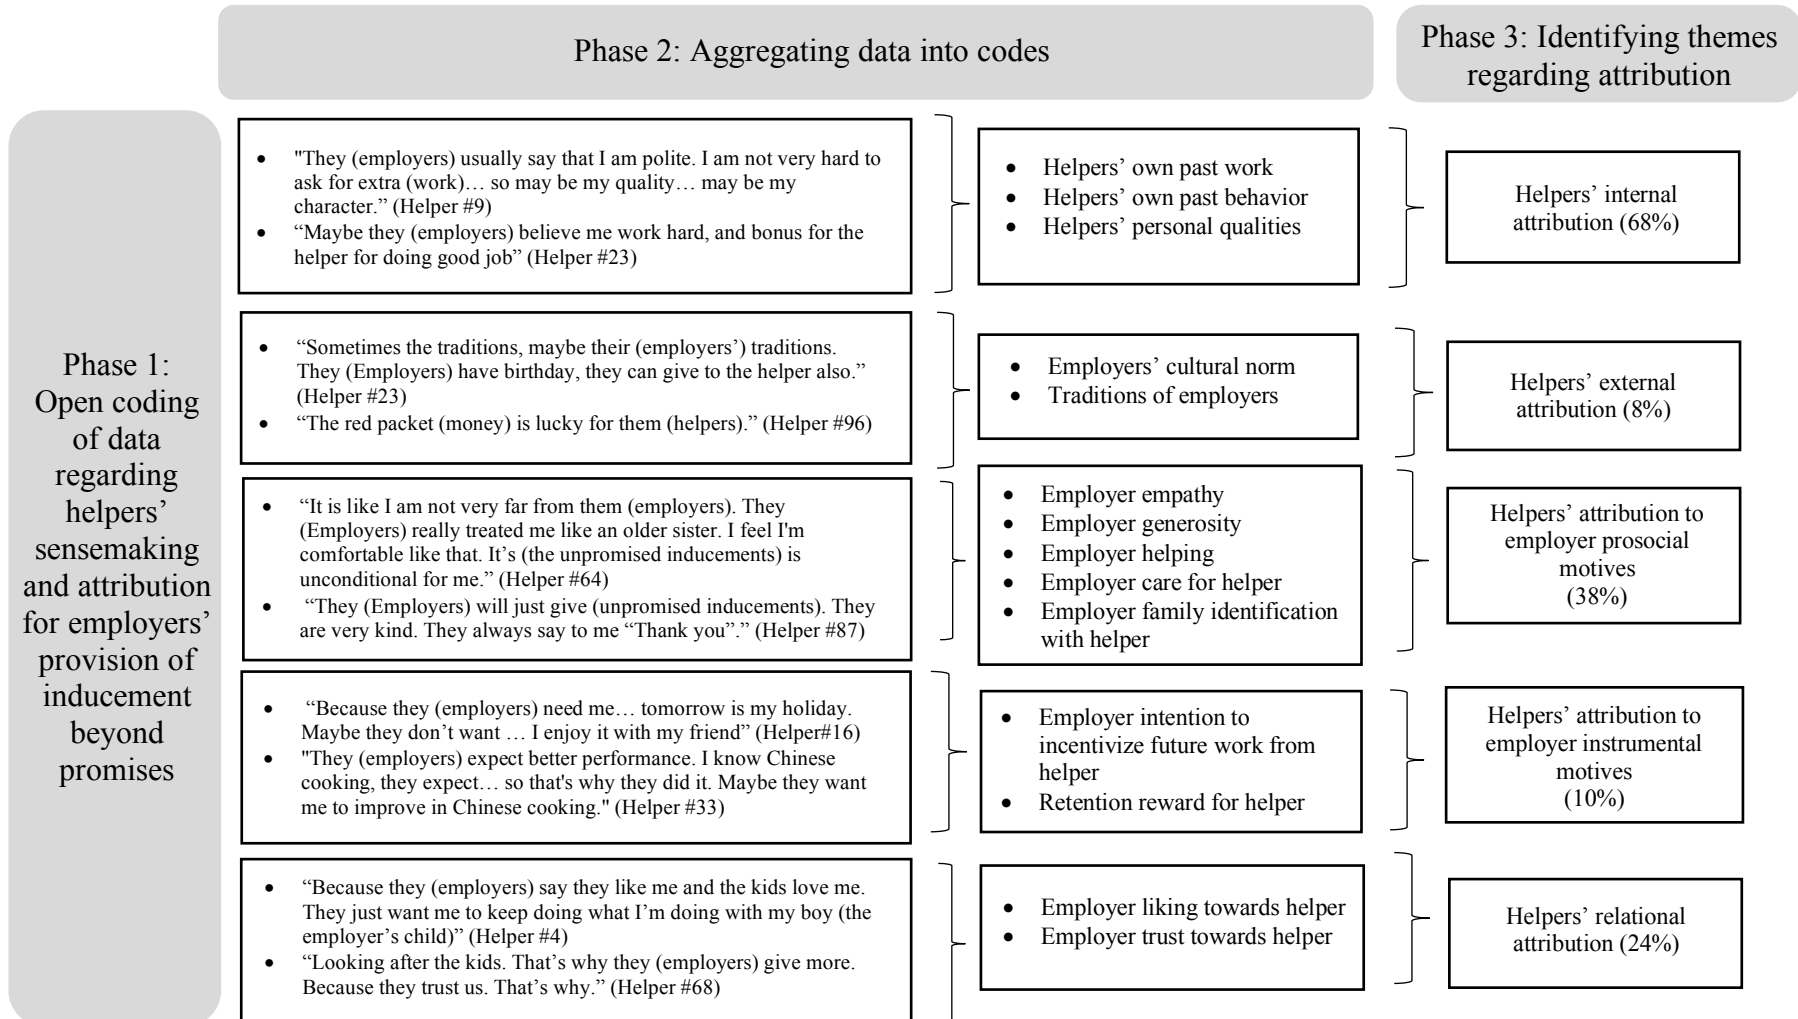 Phase 2: Aggregating data into codes
Phase 3: Identifying themes
regarding attribution
Phase 1:
Open coding
of data
regarding
helpers’
sensemaking
and attribution
for employers’
provision of
inducement
beyond
promises
• "They (employers) usually say that I am polite. I am not very hard to
ask for extra (work)… so may be my quality… may be my
character.” (Helper #9)
• “Maybe they (employers) believe me work hard, and bonus for the
helper for doing good job” (Helper #23)
• Helpers’ own past work
• Helpers’ own past behavior
• Helpers’ personal qualities
Helpers’ internal
attribution (68%)
• “Sometimes the traditions, maybe their (employers’) traditions.
They (Employers) have birthday, they can give to the helper also.”
(Helper #23)
• “The red packet (money) is lucky for them (helpers).” (Helper #96)
• Employers’ cultural norm
• Traditions of employers
Helpers’ external
attribution (8%)
• “It is like I am not very far from them (employers). They
(Employers) really treated me like an older sister. I feel I'm
comfortable like that. It’s (the unpromised inducements) is
unconditional for me.” (Helper #64)
• “They (Employers) will just give (unpromised inducements). They
are very kind. They always say to me “Thank you”.” (Helper #87)
• Employer empathy
• Employer generosity
• Employer helping
• Employer care for helper
• Employer family identification
with helper
Helpers’ attribution to
employer prosocial
motives
(38%)
• “Because they (employers) need me… tomorrow is my holiday.
Maybe they don’t want … I enjoy it with my friend” (Helper#16)
• "They (employers) expect better performance. I know Chinese
cooking, they expect… so that's why they did it. Maybe they want
me to improve in Chinese cooking." (Helper #33)
• Employer intention to
incentivize future work from
helper
• Retention reward for helper
Helpers’ attribution to
employer instrumental
motives
(10%)
• “Because they (employers) say they like me and the kids love me.
They just want me to keep doing what I’m doing with my boy (the
employer’s child)” (Helper #4)
• “Looking after the kids. That’s why they (employers) give more.
Because they trust us. That’s why.” (Helper #68)
• Employer liking towards helper
• Employer trust towards helper
Helpers’ relational
attribution (24%)